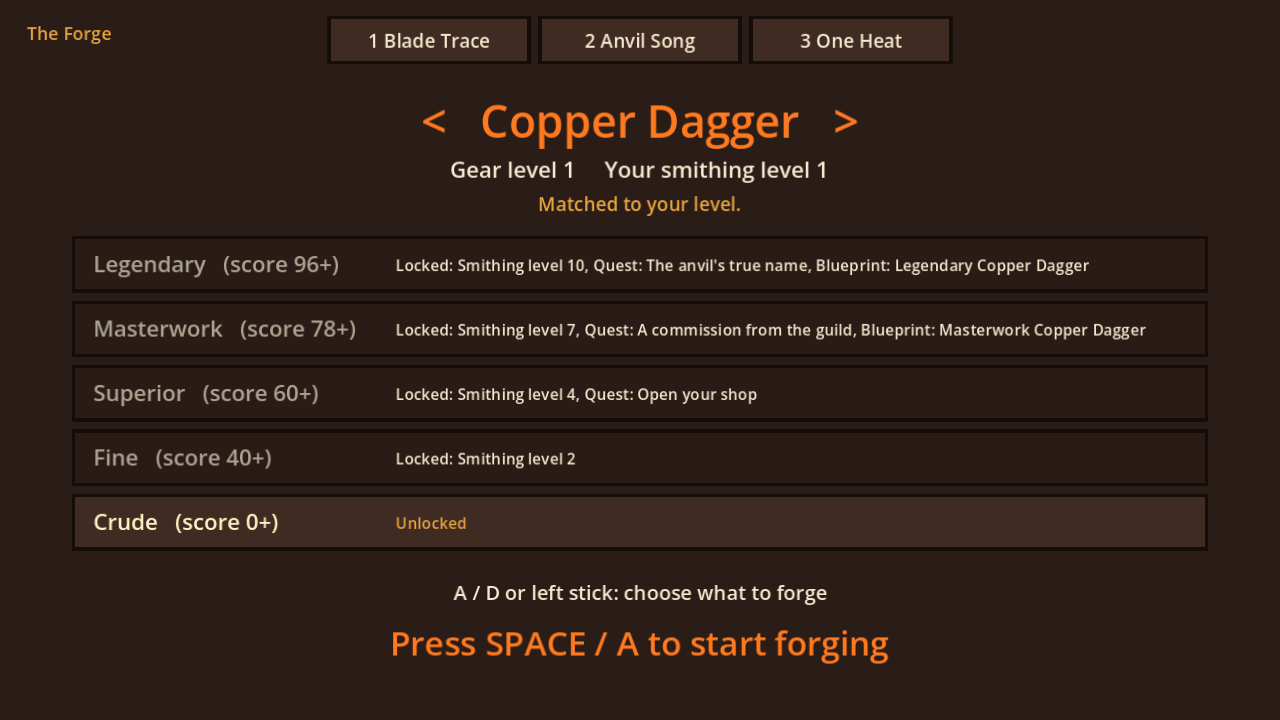 The Forge
1 Blade Trace
2 Anvil Song
3 One Heat
< Copper Dagger >
Gear level 1 Your smithing level 1
Matched to your level.
Legendary (score 96+) Locked: Smithing level 10, Quest: The anvil's true name, Blueprint: Legendary Copper Dagger
Masterwork (score 78+) Locked: Smithing level 7, Quest: A commission from the guild, Blueprint: Masterwork Copper Dagger
Superior (score 60+) Locked: Smithing level 4, Quest: Open your shop
Fine (score 40+) Locked: Smithing level 2
Crude (score 0+) Unlocked
A / D or left stick: choose what to forge
Press SPACE / A to start forging